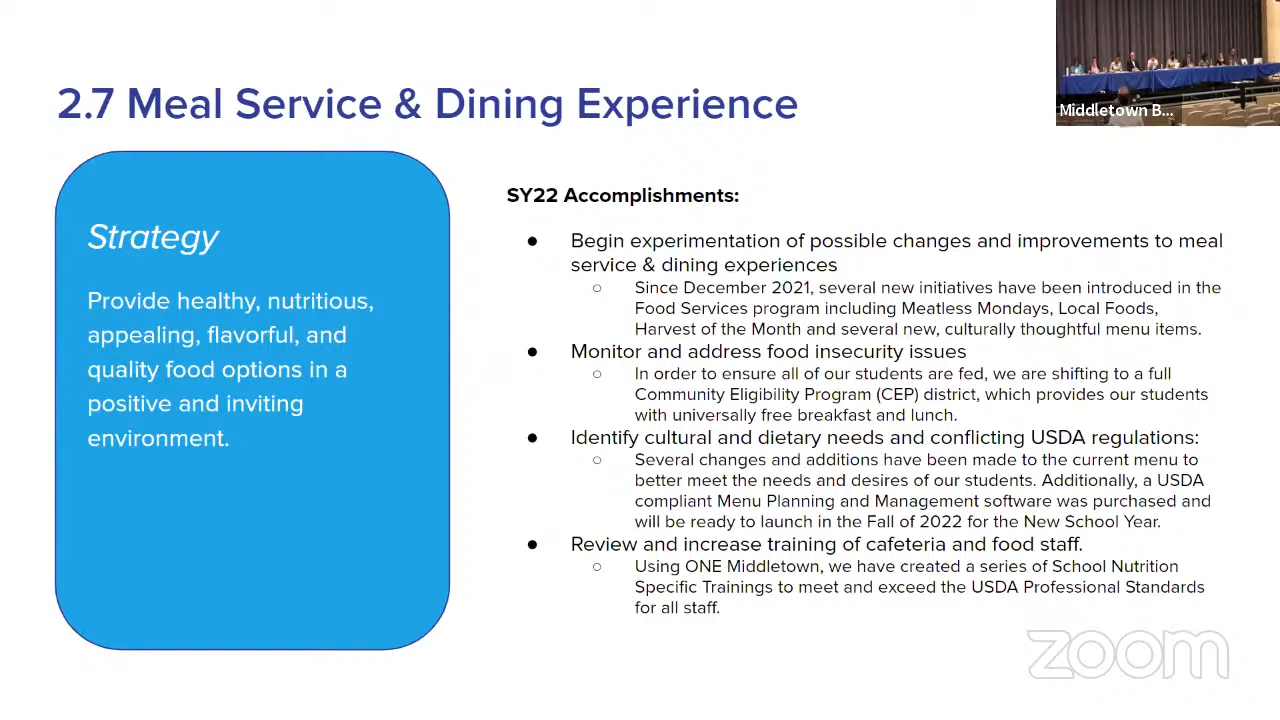 Middletown B...
2.7 Meal Service & Dining Experience
Strategy
Provide healthy, nutritious,
appealing, flavorful, and
quality food options in a
positive and inviting
environment.
SY22 Accomplishments:
● Begin experimentation of possible changes and improvements to meal
service & dining experiences
○ Since December 2021, several new initiatives have been introduced in the
Food Services program including Meatless Mondays, Local Foods,
Harvest of the Month and several new, culturally thoughtful menu items.
● Monitor and address food insecurity issues
○ In order to ensure all of our students are fed, we are shifting to a full
Community Eligibility Program (CEP) district, which provides our students
with universally free breakfast and lunch.
● Identify cultural and dietary needs and conflicting USDA regulations:
○ Several changes and additions have been made to the current menu to
better meet the needs and desires of our students. Additionally, a USDA
compliant Menu Planning and Management software was purchased and
will be ready to launch in the Fall of 2022 for the New School Year.
● Review and increase training of cafeteria and food staff.
○ Using ONE Middletown, we have created a series of School Nutrition
Specific Trainings to meet and exceed the USDA Professional Standards
for all staff.
zoom